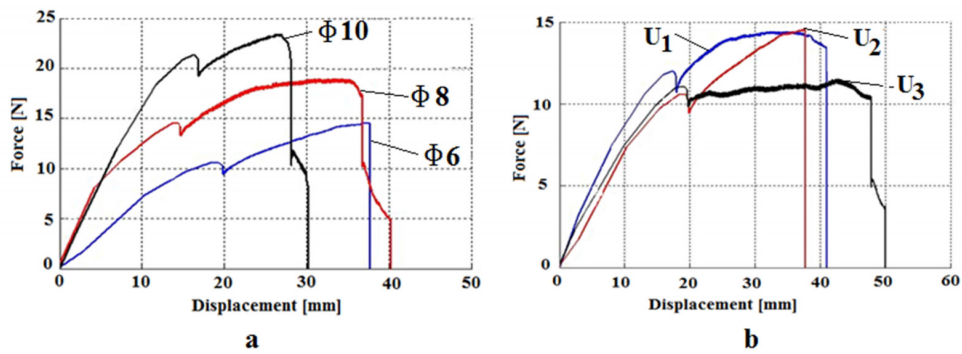 25
20
15
10
5
0
Force [N]
0 10 20 30 40 50
Displacement [mm]
Φ10
Φ8
Φ6
a
15
10
5
0
Force [N]
0 10 20 30 40 50 60
Displacement [mm]
U1
U2
U3
b